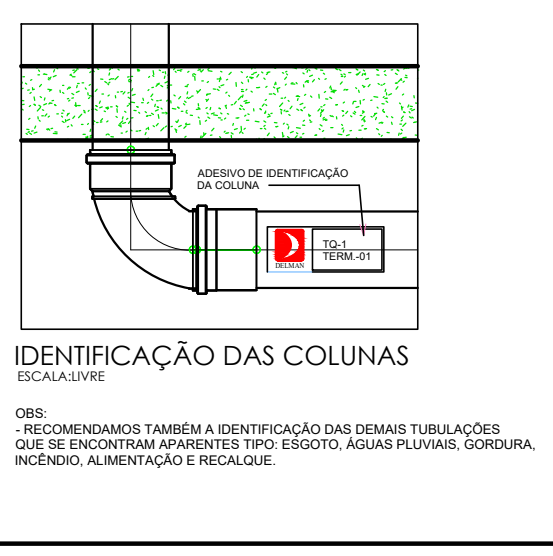 ADESIVO DE IDENTIFICAÇÃO
DA COLUNA
DELMAN
TQ-1
TERM.-01
IDENTIFICAÇÃO DAS COLUNAS
ESCALA:LIVRE
OBS:
- RECOMENDAMOS TAMBÉM A IDENTIFICAÇÃO DAS DEMAIS TUBULAÇÕES
QUE SE ENCONTRAM APARENTES TIPO: ESGOTO, ÁGUAS PLUVIAIS, GORDURA,
INCÊNDIO, ALIMENTAÇÃO E RECALQUE.